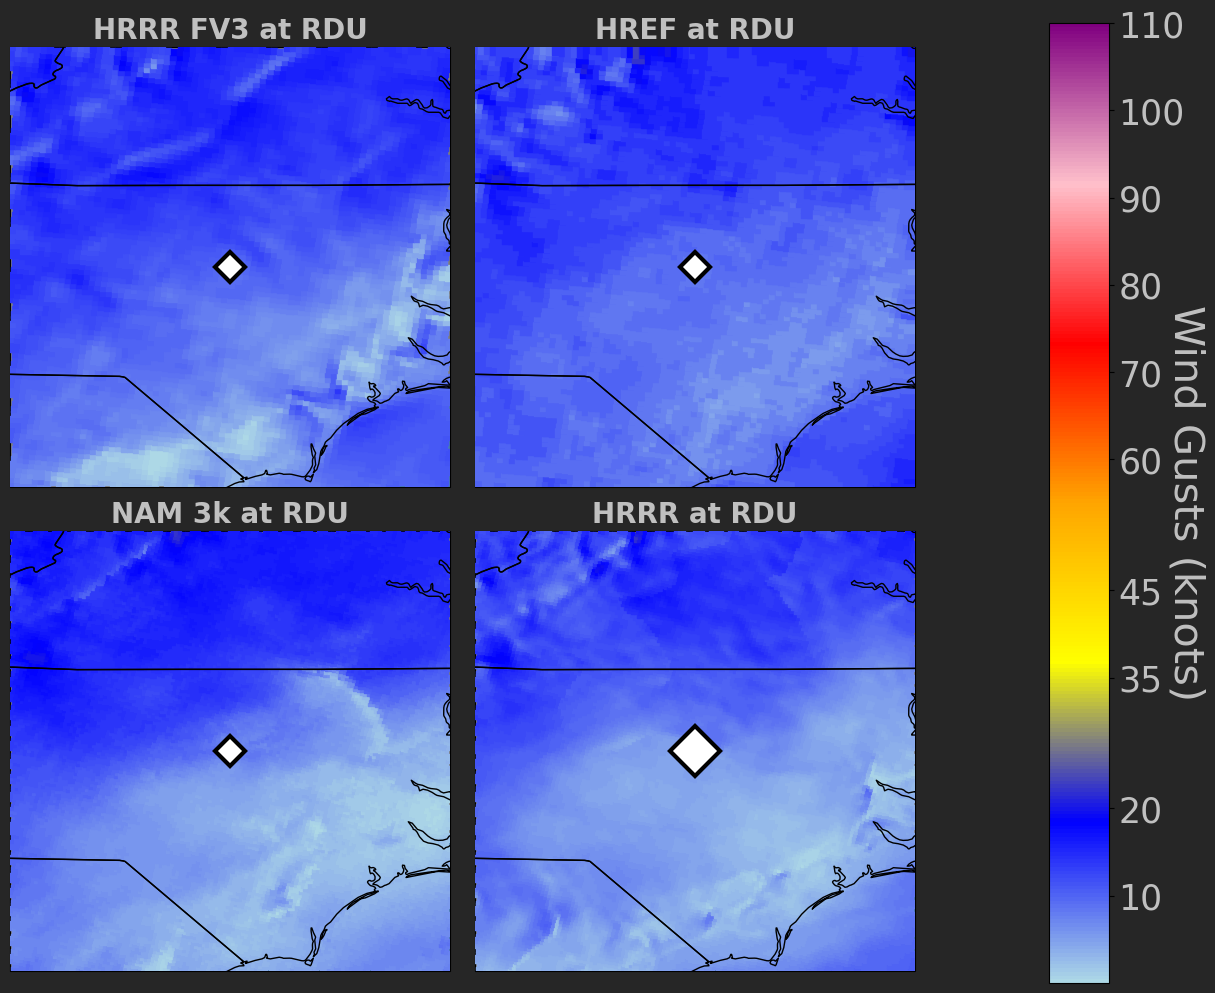 HRRR FV3 at RDU
HREF at RDU
NAM 3k at RDU
HRRR at RDU
110
100
90
80
70
60
45
35
20
10
Wind Gusts (knots)